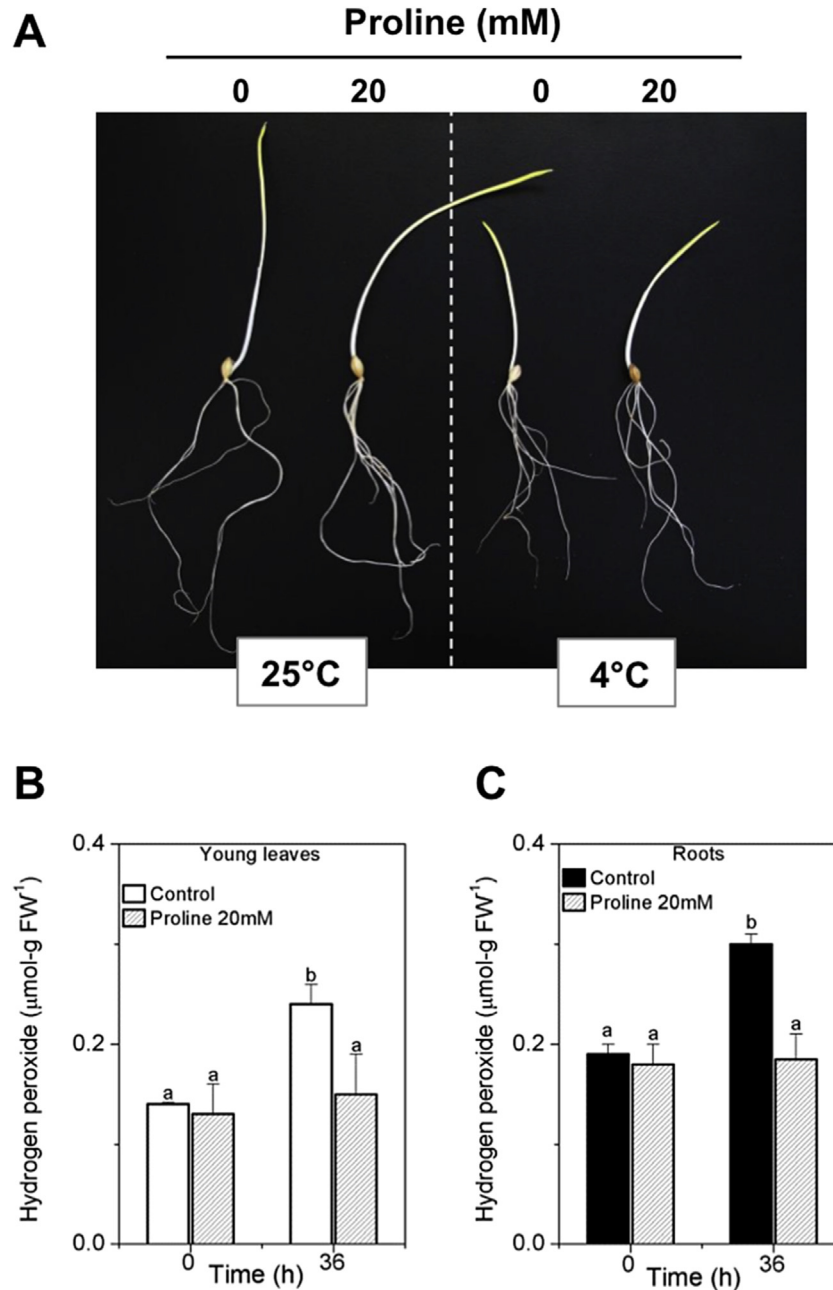 A
Proline (mM)
0 20 0 20
25°C 4°C
B
0.4
0.2
0.0
Hydrogen peroxide (μmol-g FW⁻¹)
Young leaves
Control
Proline 20mM
a a b a
0 36
Time (h)
C
0.4
0.2
0.0
Hydrogen peroxide (μmol-g FW⁻¹)
Roots
Control
Proline 20mM
a a b a
0 36
Time (h)